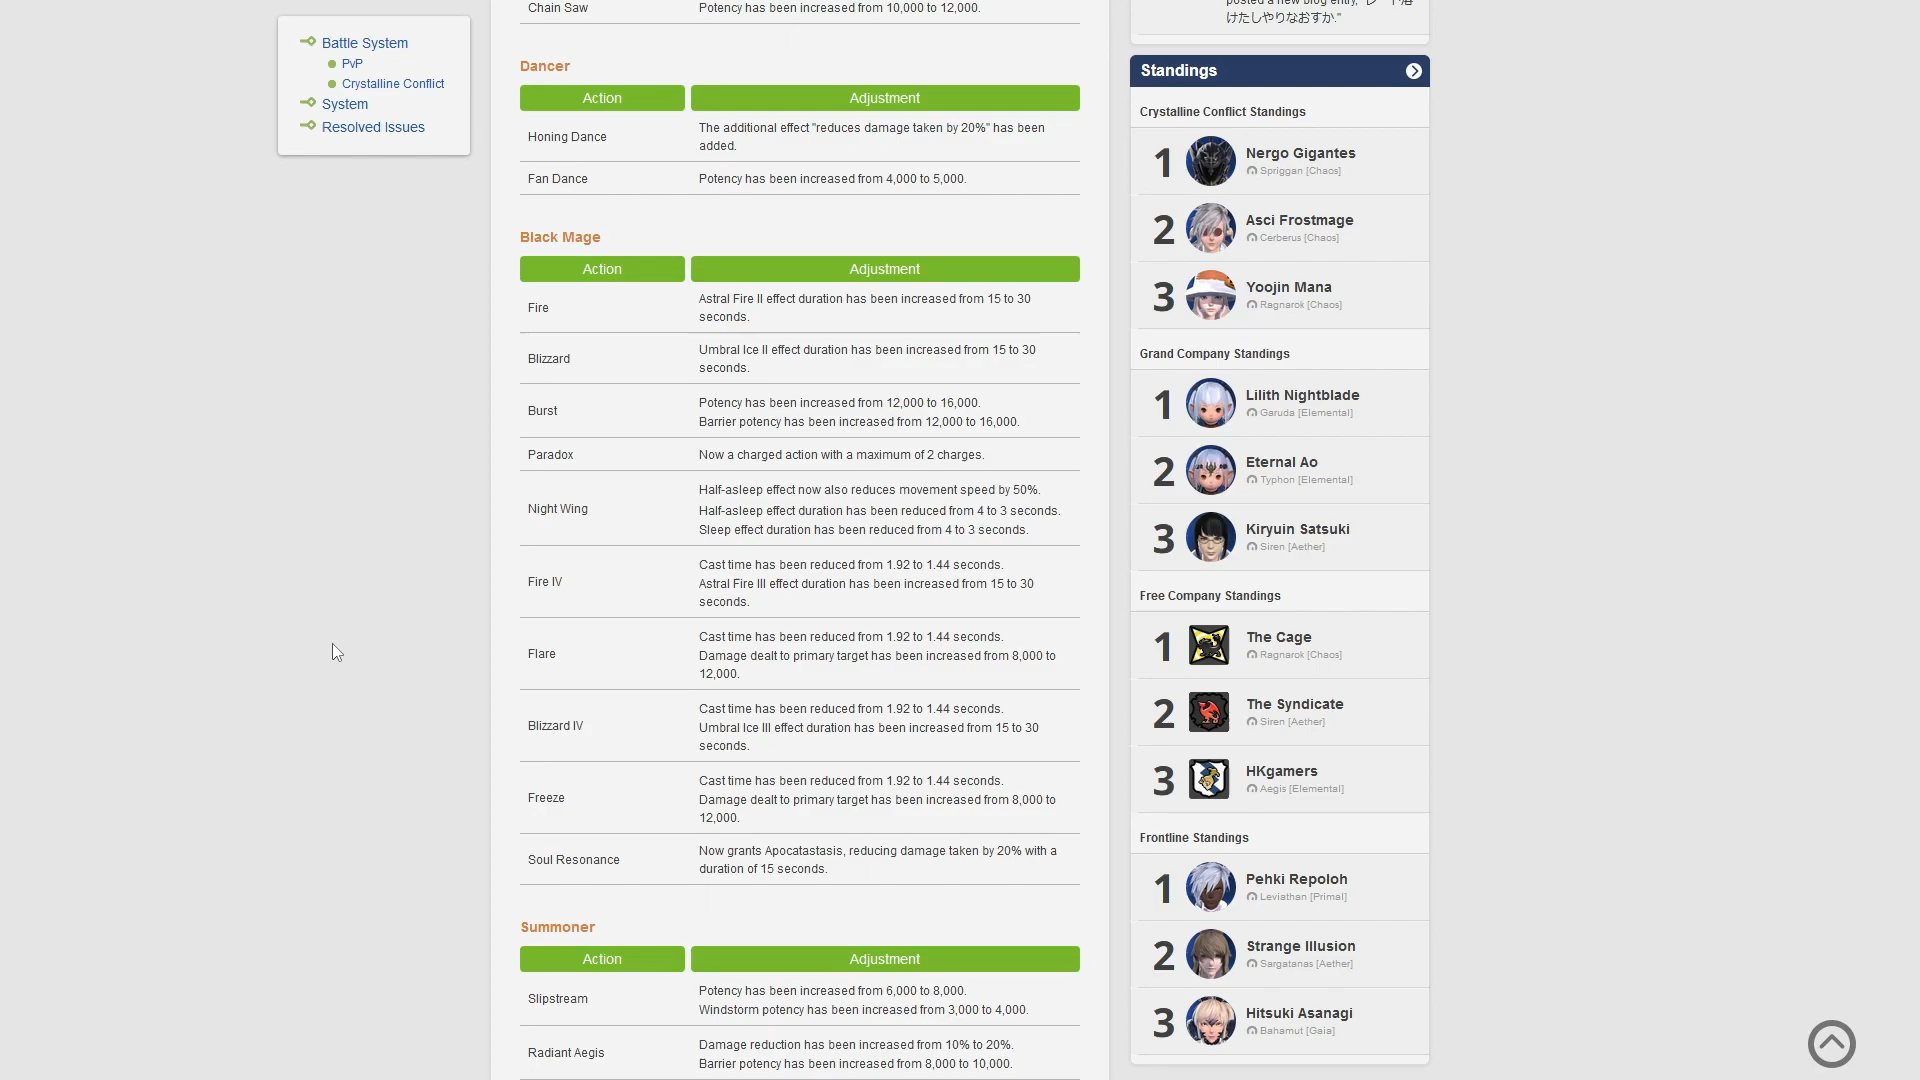 Battle System
PvP
Crystalline Conflict
System
Resolved Issues
Chain Saw
Potency has been increased from 10,000 to 12,000.
Dancer
Action
Adjustment
Honing Dance
The additional effect "reduces damage taken by 20%" has been
added.
Fan Dance
Potency has been increased from 4,000 to 5,000.
Black Mage
Action
Adjustment
Fire
Astral Fire II effect duration has been increased from 15 to 30
seconds.
Blizzard
Umbral Ice II effect duration has been increased from 15 to 30
seconds.
Burst
Potency has been increased from 12,000 to 16,000.
Barrier potency has been increased from 12,000 to 16,000.
Paradox
Now a charged action with a maximum of 2 charges.
Night Wing
Half-asleep effect now also reduces movement speed by 50%.
Half-asleep effect duration has been reduced from 4 to 3 seconds.
Sleep effect duration has been reduced from 4 to 3 seconds.
Fire IV
Cast time has been reduced from 1.92 to 1.44 seconds.
Astral Fire III effect duration has been increased from 15 to 30
seconds.
Flare
Cast time has been reduced from 1.92 to 1.44 seconds.
Damage dealt to primary target has been increased from 8,000 to
12,000.
Blizzard IV
Cast time has been reduced from 1.92 to 1.44 seconds.
Umbral Ice III effect duration has been increased from 15 to 30
seconds.
Freeze
Cast time has been reduced from 1.92 to 1.44 seconds.
Damage dealt to primary target has been increased from 8,000 to
12,000.
Soul Resonance
Now grants Apocatastasis, reducing damage taken by 20% with a
duration of 15 seconds.
Summoner
Action
Adjustment
Slipstream
Potency has been increased from 6,000 to 8,000.
Windstorm potency has been increased from 3,000 to 4,000.
Radiant Aegis
Damage reduction has been increased from 10% to 20%.
Barrier potency has been increased from 8,000 to 10,000.
posted a new blog entry,
けたしやりなおすか."
Standings
Crystalline Conflict Standings
1
Nergo Gigantes
Spriggan [Chaos]
2
Asci Frostmage
Cerberus [Chaos]
3
Yoojin Mana
Ragnarok [Chaos]
Grand Company Standings
1
Lilith Nightblade
Garuda [Elemental]
2
Eternal Ao
Typhon [Elemental]
3
Kiryuin Satsuki
Siren [Aether]
Free Company Standings
1
The Cage
Ragnarok [Chaos]
2
The Syndicate
Siren [Aether]
3
HKgamers
Aegis [Elemental]
Frontline Standings
1
Pehki Repoloh
Leviathan [Primal]
2
Strange Illusion
Sargatanas [Aether]
3
Hitsuki Asanagi
Bahamut [Gaia]